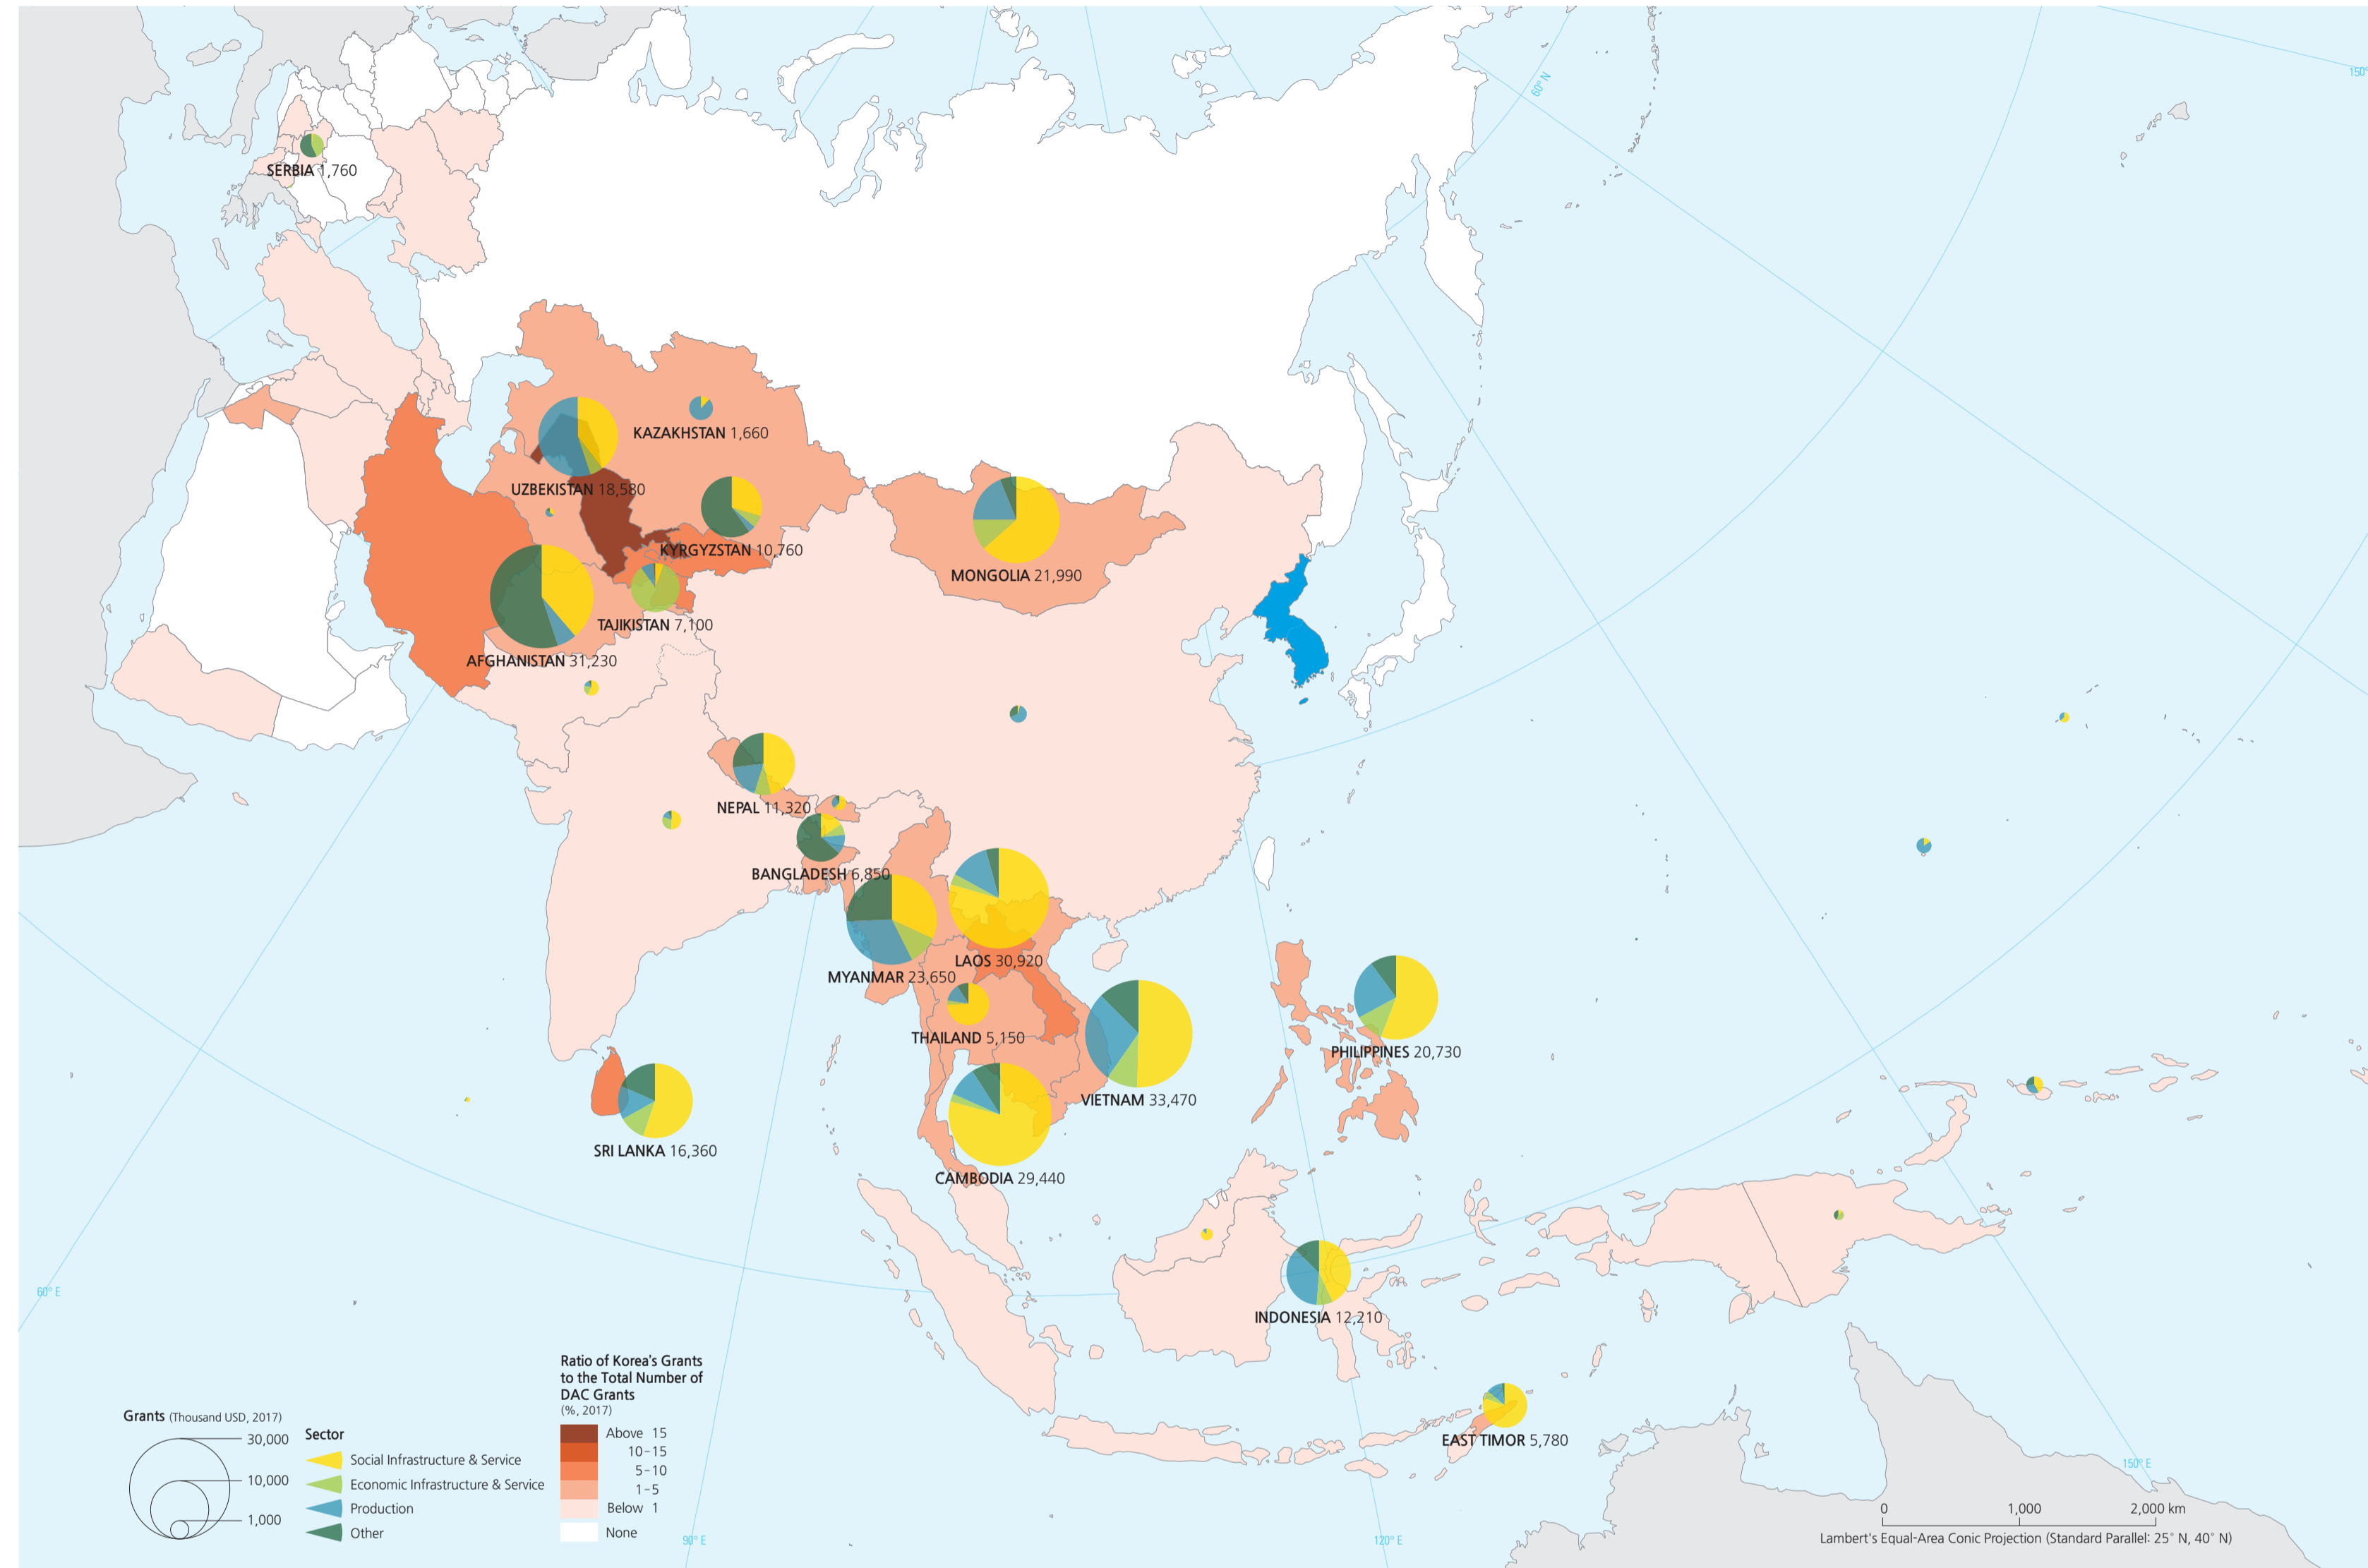 60° N
150°
SERBIA 1,760
KAZAKHSTAN 1,660
UZBEKISTAN 18,580
KYRGYZSTAN 10,760
MONGOLIA 21,990
TAJIKISTAN 7,100
AFGHANISTAN 31,230
NEPAL 11,320
BANGLADESH 6,850
LAOS 30,920
MYANMAR 23,650
THAILAND 5,150
PHILIPPINES 20,730
VIETNAM 33,470
SRI LANKA 16,360
CAMBODIA 29,440
60° E
INDONESIA 12,210
EAST TIMOR 5,780
Grants (Thousand USD, 2017)
30,000
10,000
1,000
Sector
Social Infrastructure & Service
Economic Infrastructure & Service
Production
Other
Ratio of Korea's Grants
to the Total Number of
DAC Grants
(%, 2017)
Above 15
10-15
5-10
1-5
Below 1
None
90° E
120° E
150° E
0 1,000 2,000 km
Lambert's Equal-Area Conic Projection (Standard Parallel: 25° N, 40° N)